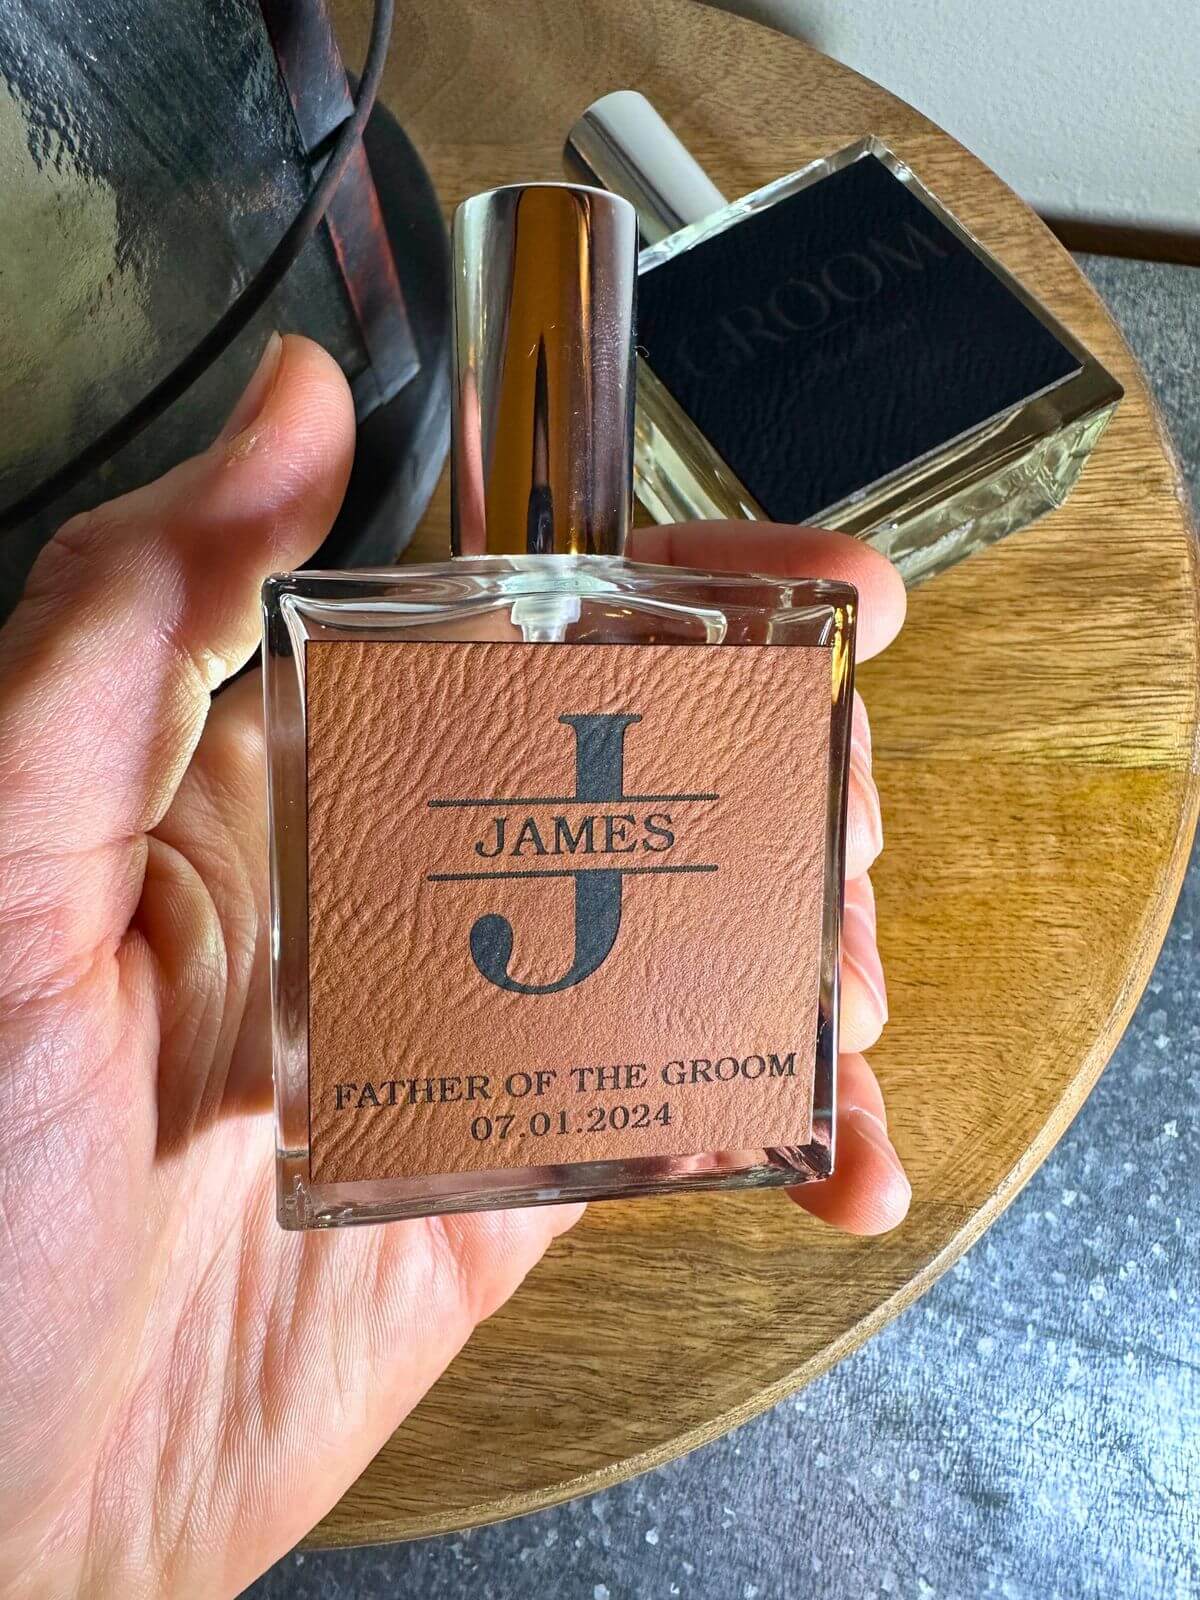 J
JAMES
FATHER OF THE GROOM
07.01.2024
GROOM